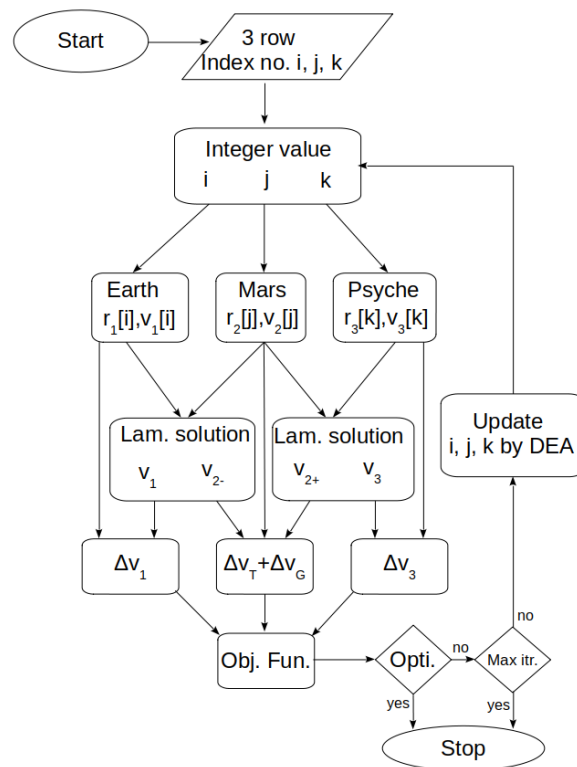 Start
3 row
Index no. i, j, k
Integer value
i j k
Earth
r₁[i],v₁[i]
Mars
r₂[j],v₂[j]
Psyche
r₃[k],v₃[k]
Lam. solution
v₁ v₂₋
Lam. solution
v₂₊ v₃
Update
i, j, k by DEA
Δv₁
Δv_T+Δv_G
Δv₃
Obj. Fun.
Opti.
no
Max itr.
no
yes
yes
Stop